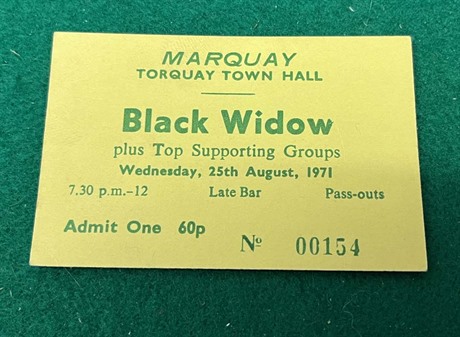 MARQUAY
TORQUAY TOWN HALL
Black Widow
plus Top Supporting Groups
Wednesday, 25th August, 1971
7.30 p.m.-12 Late Bar Pass-outs
Admit One 60p
Nº 00154